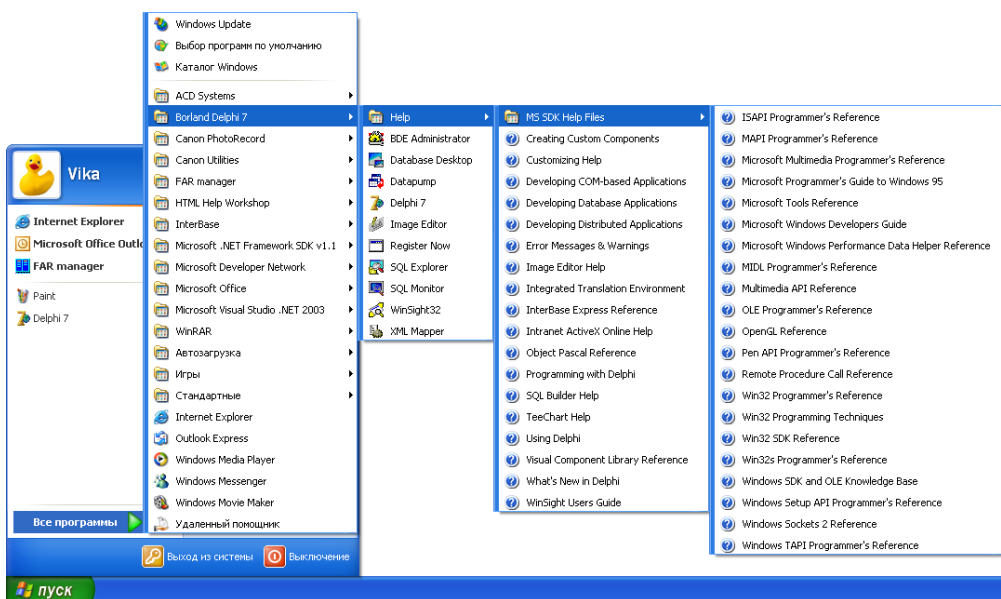 Vika
Internet Explorer
Microsoft Office Outlo
FAR manager
Paint
Delphi 7
Все программы
Выход из системы
Выключение
пуск
Windows Update
Выбор программ по умолчанию
Каталог Windows
ACD Systems
Borland Delphi 7
Canon PhotoRecord
Canon Utilities
FAR manager
HTML Help Workshop
InterBase
Microsoft .NET Framework SDK v1.1
Microsoft Developer Network
Microsoft Office
Microsoft Visual Studio .NET 2003
WinRAR
Автозагрузка
Игры
Стандартные
Internet Explorer
Outlook Express
Windows Media Player
Windows Messenger
Windows Movie Maker
Удаленный помощник
Help
BDE Administrator
Database Desktop
Datapump
Delphi 7
Image Editor
Register Now
SQL Explorer
SQL Monitor
WinSight32
XML Mapper
MS SDK Help Files
Creating Custom Components
Customizing Help
Developing COM-based Applications
Developing Database Applications
Developing Distributed Applications
Error Messages & Warnings
Image Editor Help
Integrated Translation Environment
InterBase Express Reference
Intranet ActiveX Online Help
Object Pascal Reference
Programming with Delphi
SQL Builder Help
TeeChart Help
Using Delphi
Visual Component Library Reference
What's New in Delphi
WinSight Users Guide
ISAPI Programmer's Reference
MAPI Programmer's Reference
Microsoft Multimedia Programmer's Reference
Microsoft Programmer's Guide to Windows 95
Microsoft Tools Reference
Microsoft Windows Developers Guide
Microsoft Windows Performance Data Helper Reference
MIDL Programmer's Reference
Multimedia API Reference
OLE Programmer's Reference
OpenGL Reference
Pen API Programmer's Reference
Remote Procedure Call Reference
Win32 Programmer's Reference
Win32 Programming Techniques
Win32 SDK Reference
Win32s Programmer's Reference
Windows SDK and OLE Knowledge Base
Windows Setup API Programmer's Reference
Windows Sockets 2 Reference
Windows TAPI Programmer's Reference